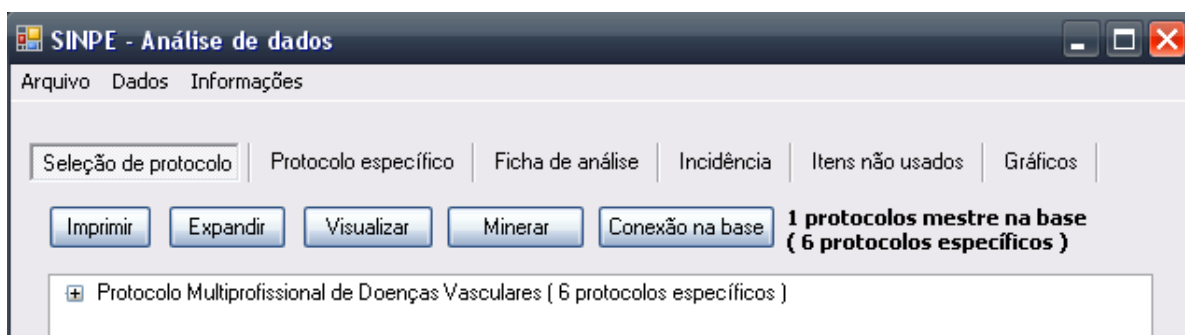 SINPE - Análise de dados
Arquivo Dados Informações
Seleção de protocolo Protocolo específico Ficha de análise Incidência Itens não usados Gráficos
Imprimir Expandir Visualizar Minerar Conexão na base 1 protocolos mestre na base
( 6 protocolos específicos )
Protocolo Multiprofissional de Doenças Vasculares ( 6 protocolos específicos )